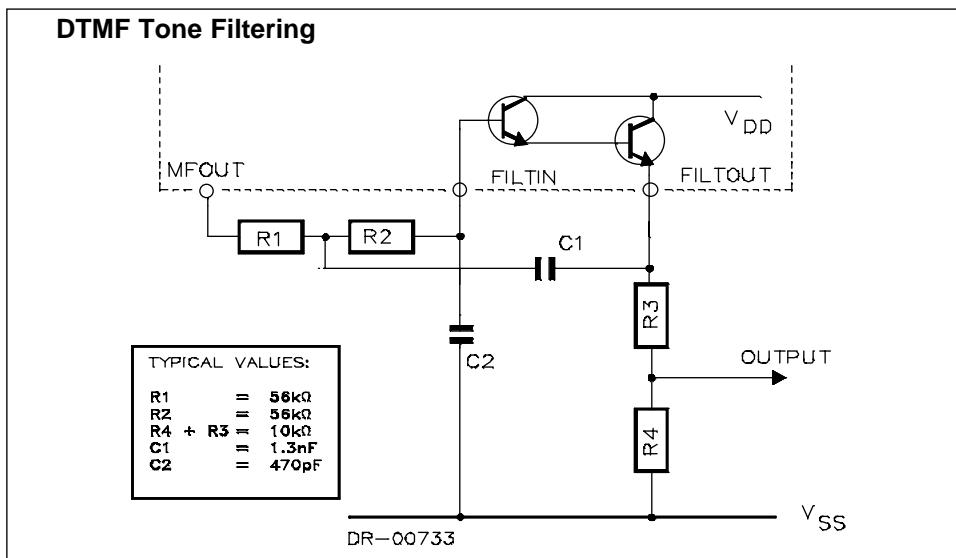 DTMF Tone Filtering
V DD
MFOUT
FILTIN
FILTOUT
R1
R2
C1
R3
C2
OUTPUT
R4
TYPICAL VALUES:
R1 = 56kΩ
R2 = 56kΩ
R4 + R3 = 10kΩ
C1 = 1.3nF
C2 = 470pF
VSS
DR-00733